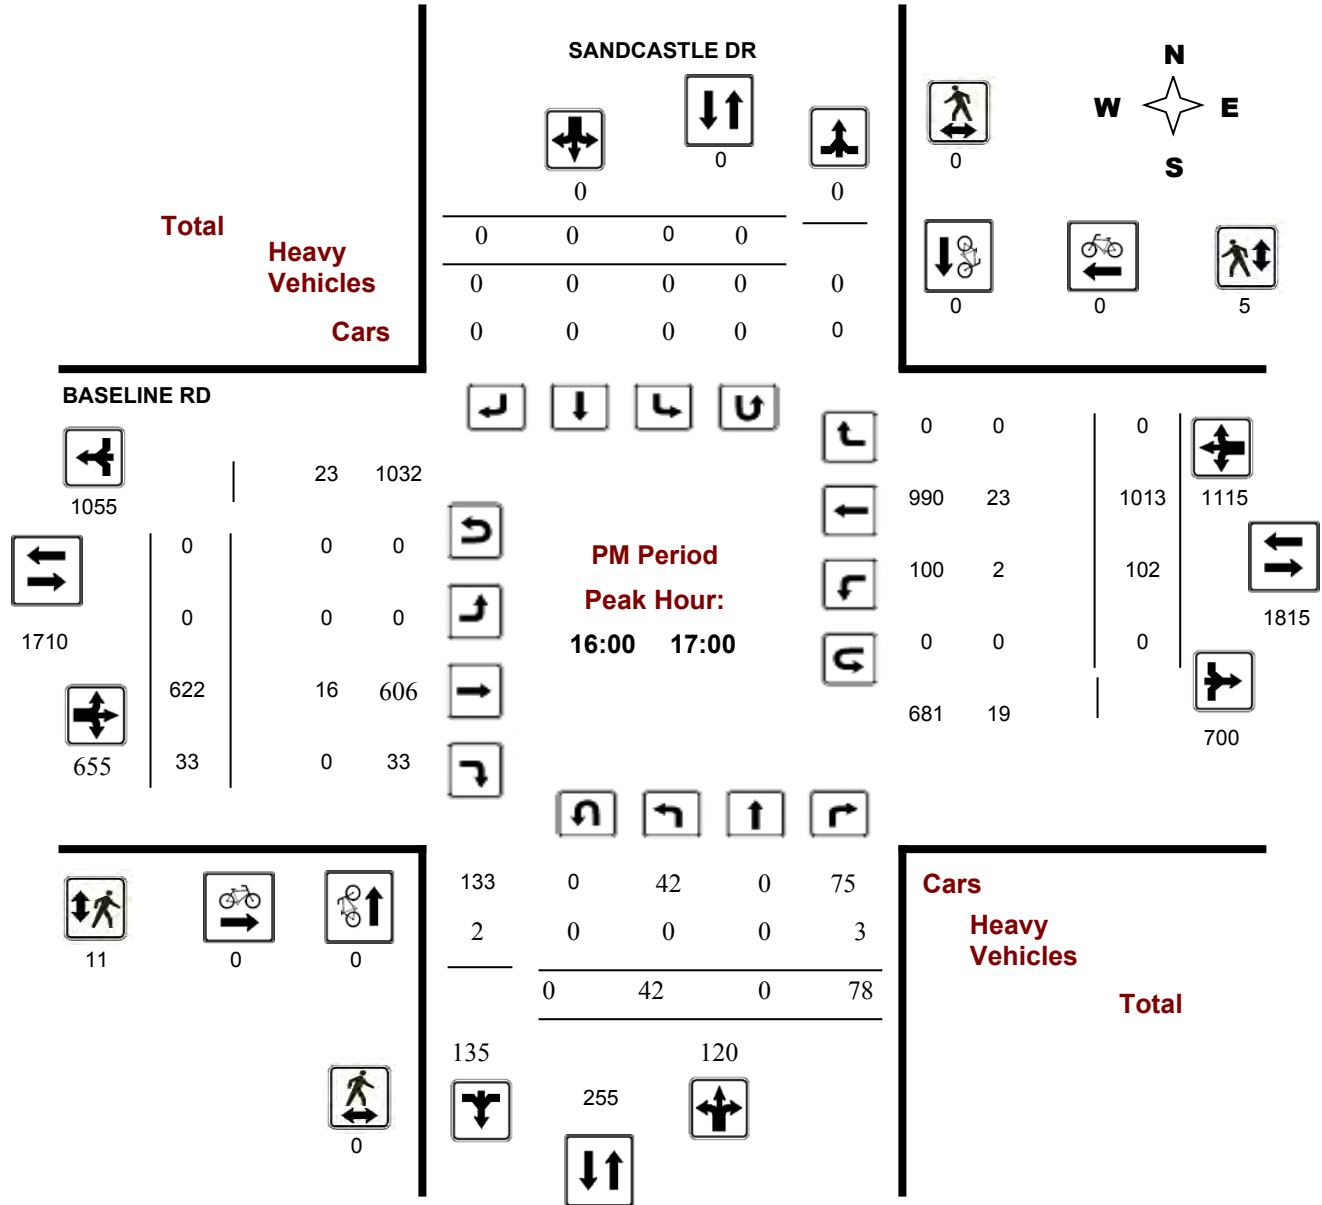 SANDCASTLE DR
N
W E
S
0
0
0 0
Total 0 0 0 0
Heavy
Vehicles 0 0 0 0 0
Cars 0 0 0 0 0
0 0 5
BASELINE RD
0 0 0
23 1032
1055
990 23 1013 1115
0 0 0
PM Period
100 2 102
Peak Hour:
0 0 0
1815
1710
16:00 17:00
0 0 0
622 16 606
681 19
700
655 33 0 33
133 0 42 0 75 Cars
2 0 0 0 3 Heavy
Vehicles
11 0 0
0 42 0 78 Total
135 120
255
0